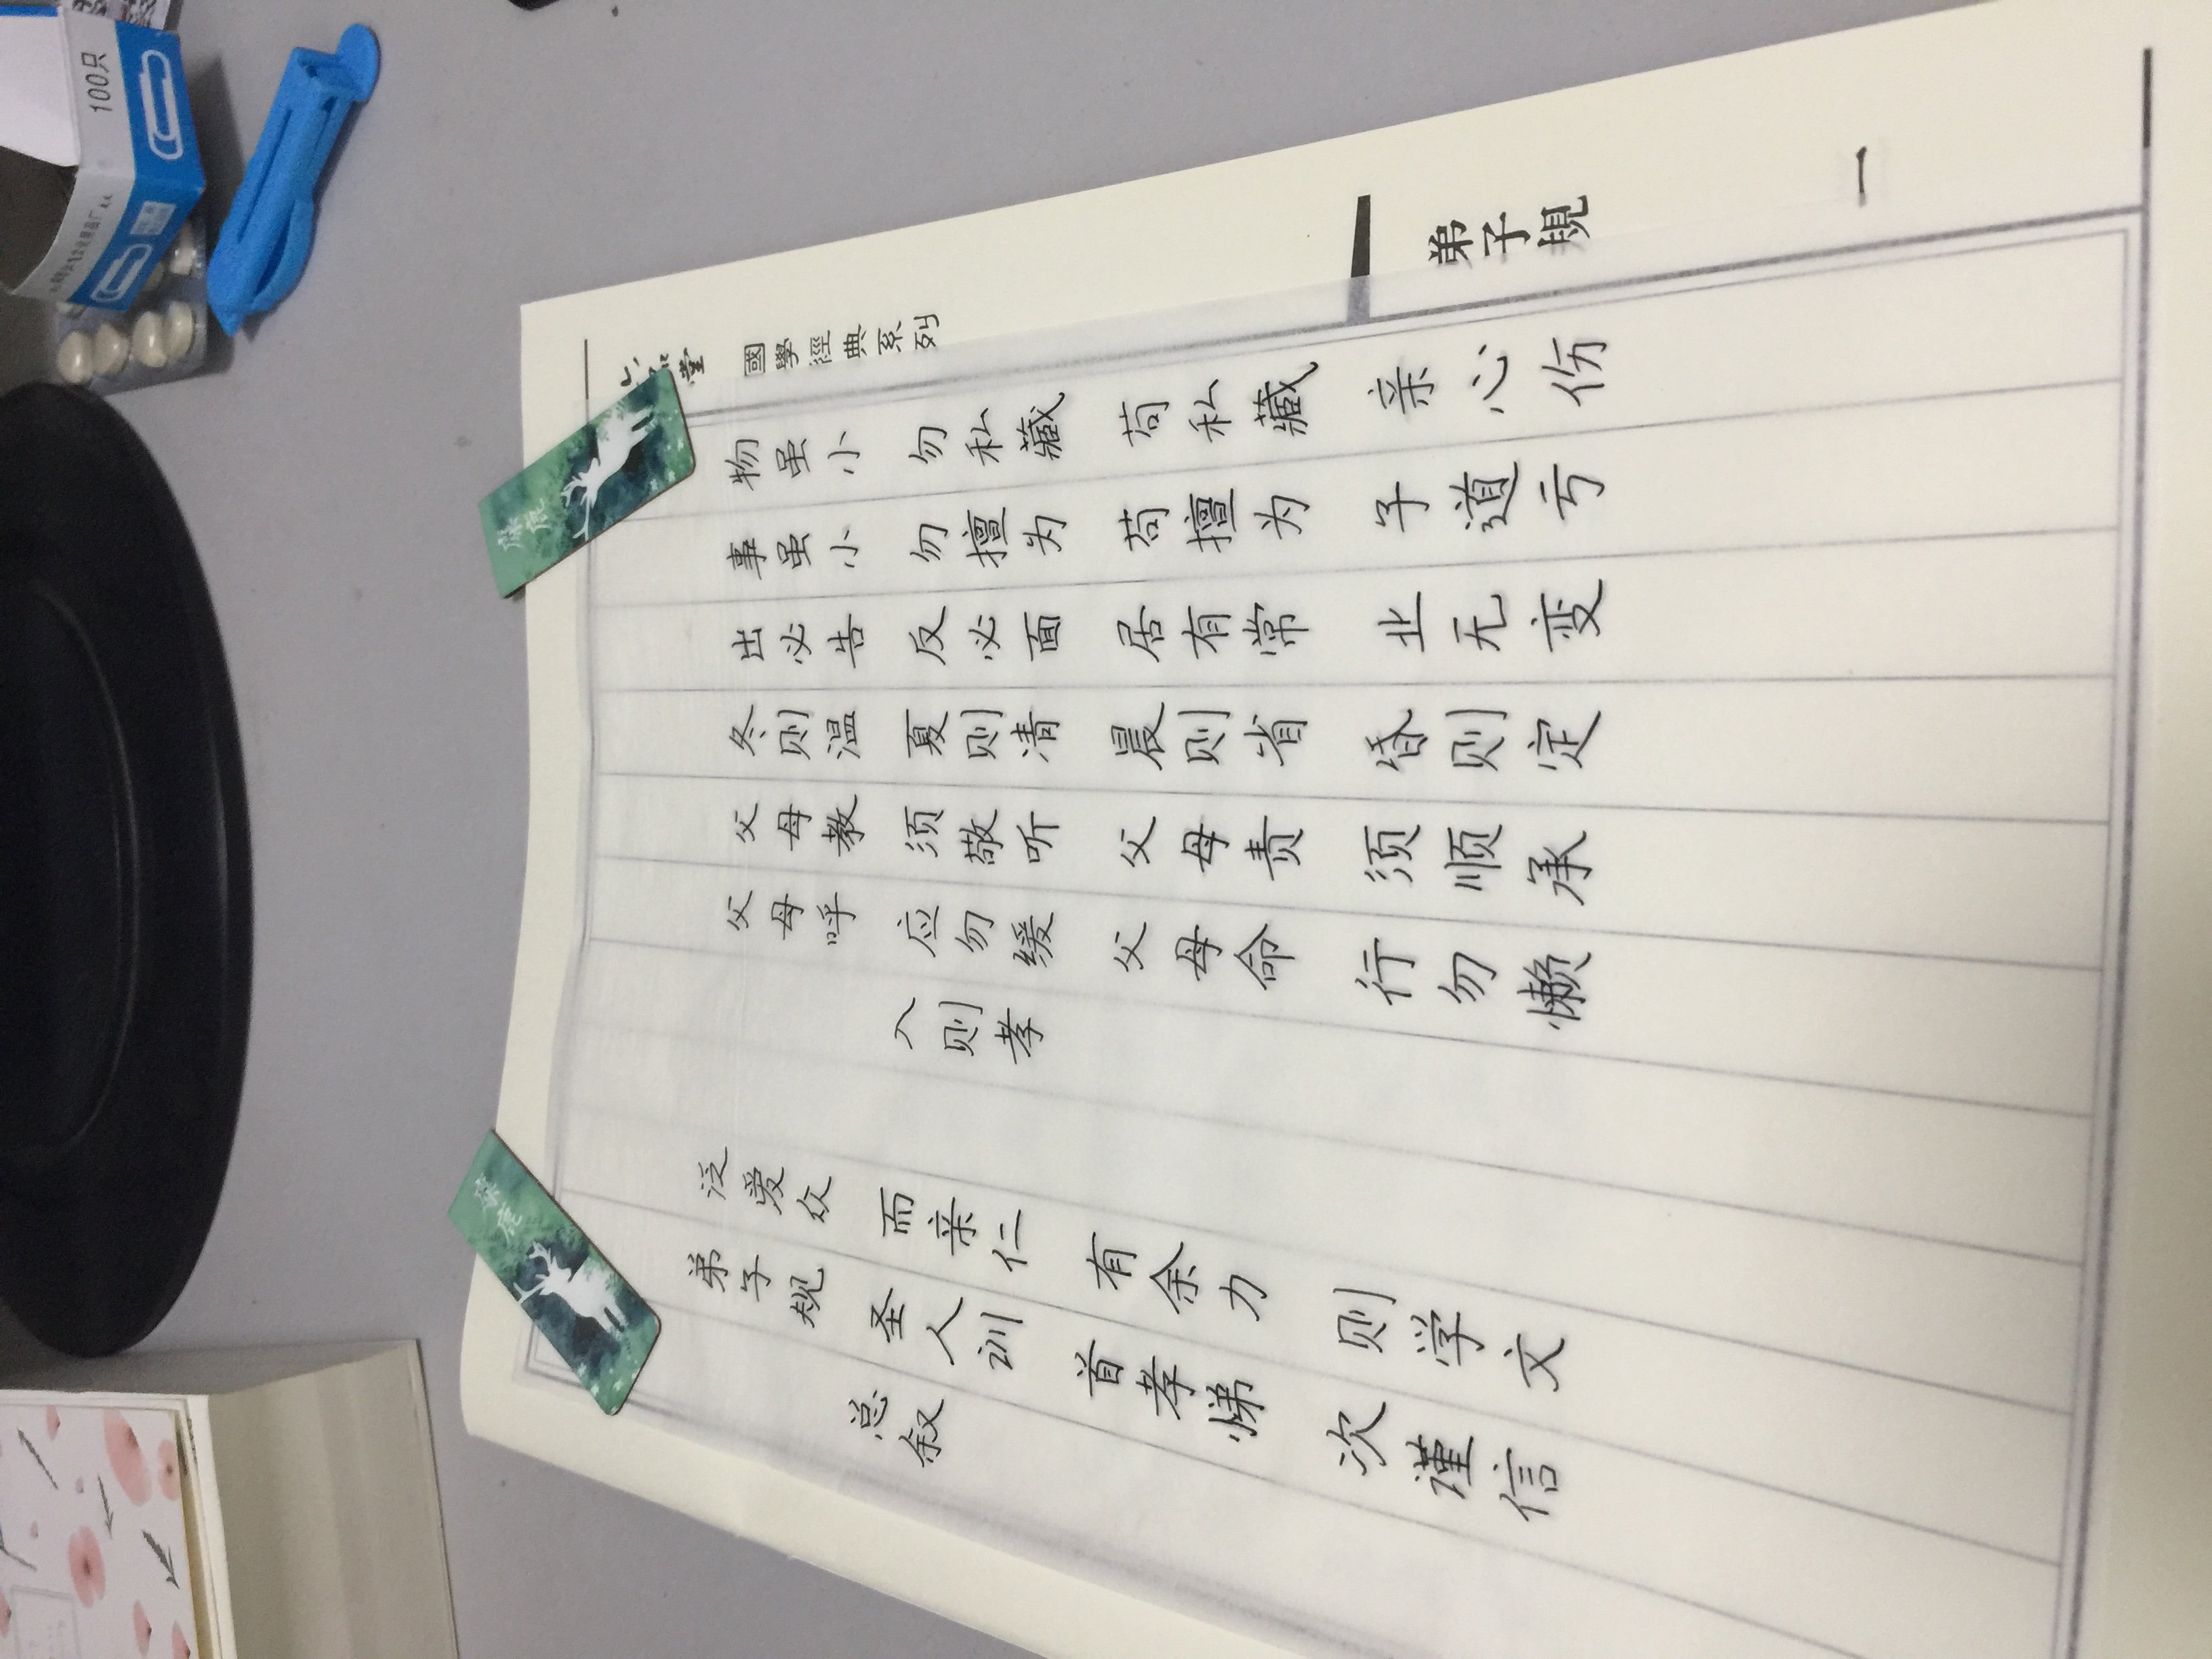 总叙
弟子规 圣人训 首孝悌 次谨信
泛爱众 而亲仁 有余力 则学文
入则孝
父母呼 应勿缓 父母命 行勿懒
父母教 须敬听 父母责 须顺承
冬则温 夏则凊 晨则省 昏则定
出必告 反必面 居有常 业无变
事虽小 勿擅为 苟擅为 子道亏
物虽小 勿私藏 苟私藏 亲心伤
品堂 國學經典系列
弟子規
一
麋鹿
麋鹿
100只